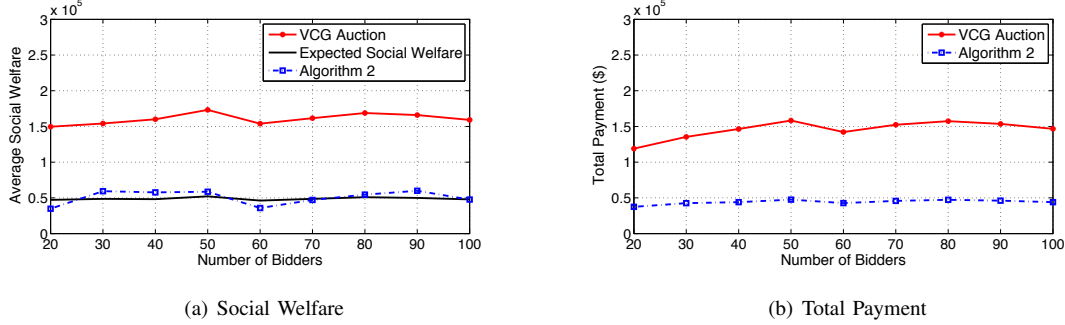 x 10^5
3
2.5
2
1.5
1
0.5
0
Average Social Welfare
VCG Auction
Expected Social Welfare
Algorithm 2
20 30 40 50 60 70 80 90 100
Number of Bidders
(a) Social Welfare
x 10^5
3
2.5
2
1.5
1
0.5
0
Total Payment ($)
VCG Auction
Algorithm 2
20 30 40 50 60 70 80 90 100
Number of Bidders
(b) Total Payment